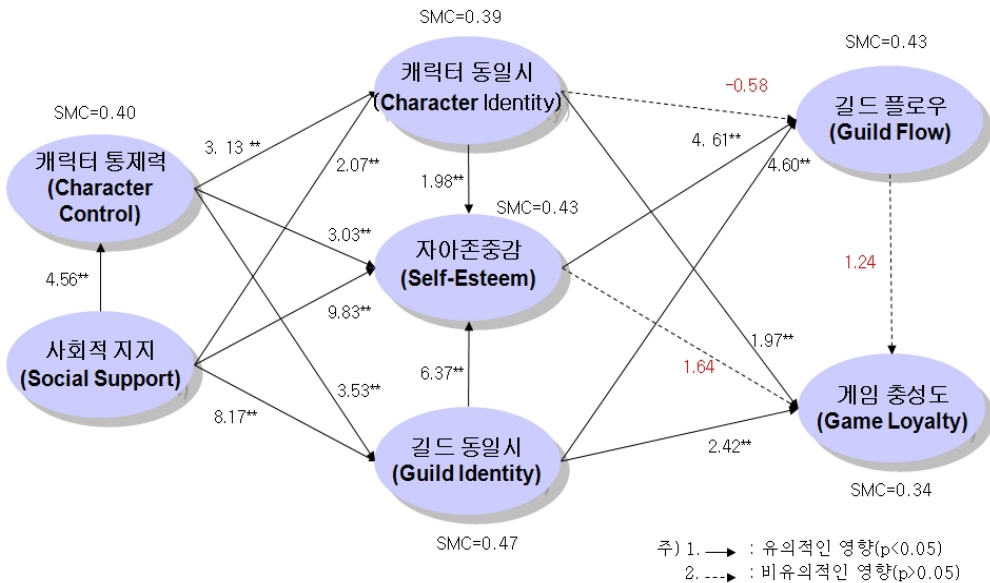 SMC=0.39
캐릭터 동일시
(Character Identity)
SMC=0.43
길드 플로우
(Guild Flow)
SMC=0.40
캐릭터 통제력
(Character
Control)
3. 13 **
2.07**
-0.58
4. 61**
4.60**
1.98**
SMC=0.43
자아존중감
(Self-Esteem)
3.03**
4.56**
9.83**
1.24
사회적 지지
(Social Support)
3.53**
8.17**
6.37**
1.64
1.97**
게임 충성도
(Game Loyalty)
길드 동일시
(Guild Identity)
2.42**
SMC=0.34
SMC=0.47
주) 1. : 유의적인 영향(p<0.05)
2. : 비유의적인 영향(p>0.05)